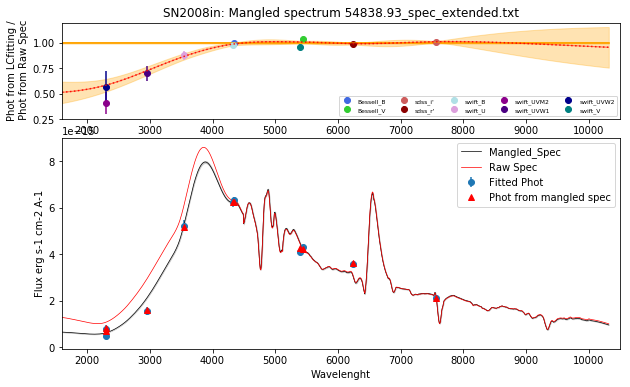 SN2008in: Mangled spectrum 54838.93_spec_extended.txt
Phot from LCfitting /
Phot from Raw Spec
1.00
0.75
0.50
0.25
Bessell_B
Bessell_V
sdss_i'
sdss_r'
swift_B
swift_U
swift_UVM2
swift_UVW1
swift_UVW2
swift_V
2000 3000 4000 5000 6000 7000 8000 9000 10000
1e−15
Flux erg s-1 cm-2 A-1
8
6
4
2
0
Mangled_Spec
Raw Spec
Fitted Phot
Phot from mangled spec
2000 3000 4000 5000 6000 7000 8000 9000 10000
Wavelenght